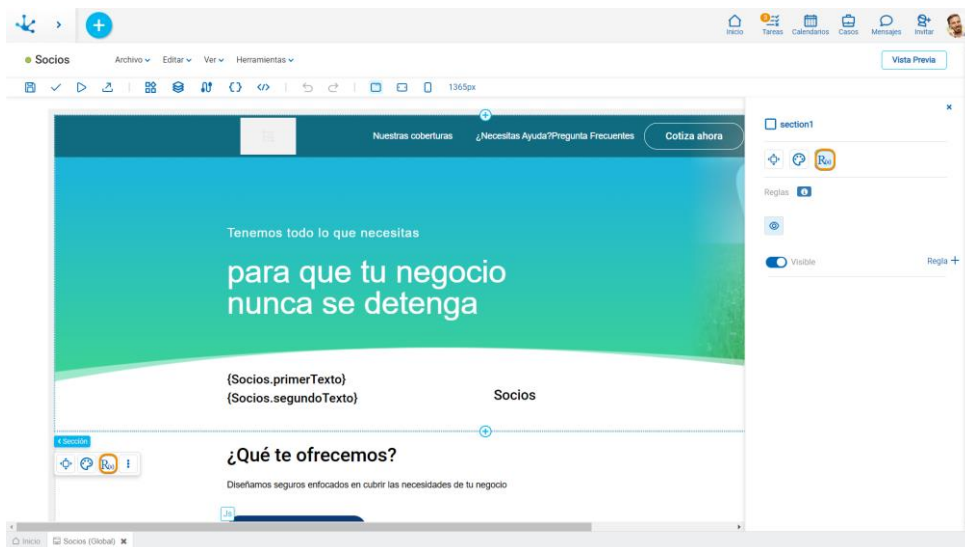 3
Inicio
Tareas
Calendarios
Casos
Mensajes
Invitar
Socios
Archivo
Editar
Ver
Herramientas
Vista Previa
1365px
Nuestras coberturas
¿Necesitas Ayuda?Pregunta Frecuentes
Cotiza ahora
section1
R(x)
Reglas
Visible
Regla
Tenemos todo lo que necesitas
para que tu negocio
nunca se detenga
{Socios.primerTexto}
{Socios.segundoTexto}
Socios
Sección
R(x)
¿Qué te ofrecemos?
Diseñamos seguros enfocados en cubrir las necesidades de tu negocio
Js
Inicio
Socios (Global)